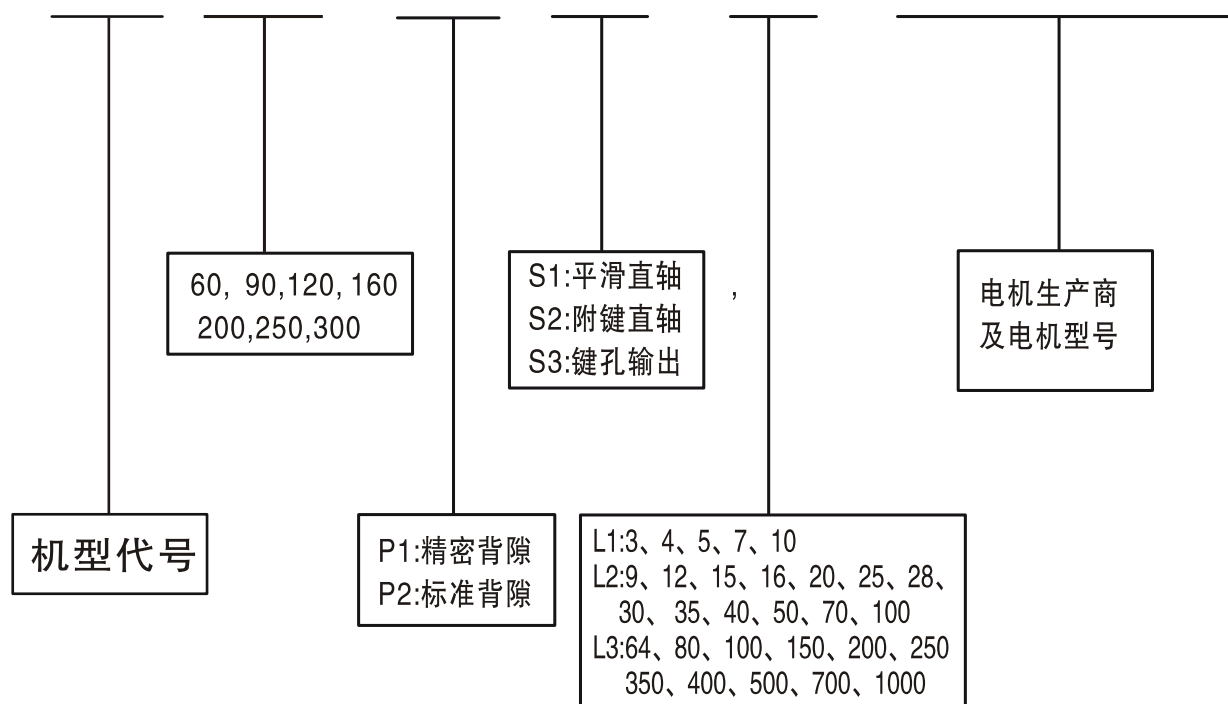 60, 90,120, 160
200,250,300
S1:平滑直轴
S2:附键直轴
S3:键孔输出
,
电机生产商
及电机型号
机型代号
P1:精密背隙
P2:标准背隙
L1:3、4、5、7、10
L2:9、12、15、16、20、25、28、
30、35、40、50、70、100
L3:64、80、100、150、200、250
350、400、500、700、1000